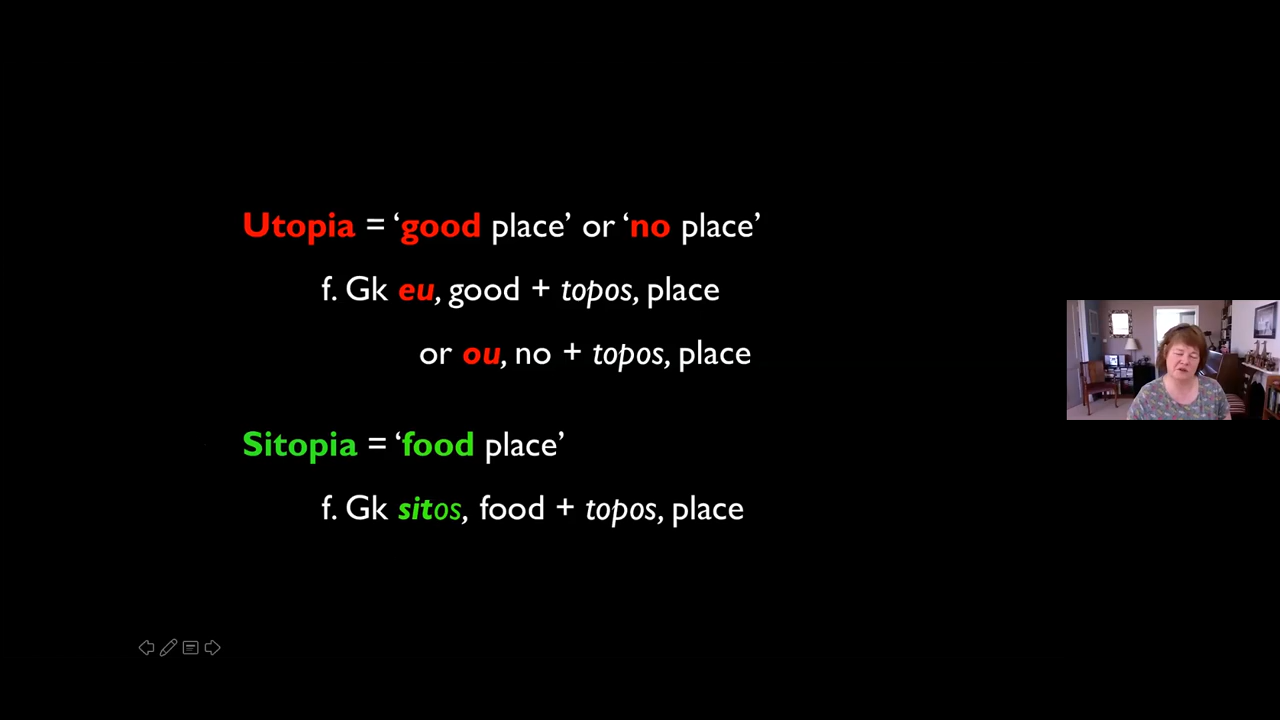 Utopia = ‘good place’ or ‘no place’
f. Gk eu, good + topos, place
or ou, no + topos, place
Sitopia = ‘food place’
f. Gk sitos, food + topos, place